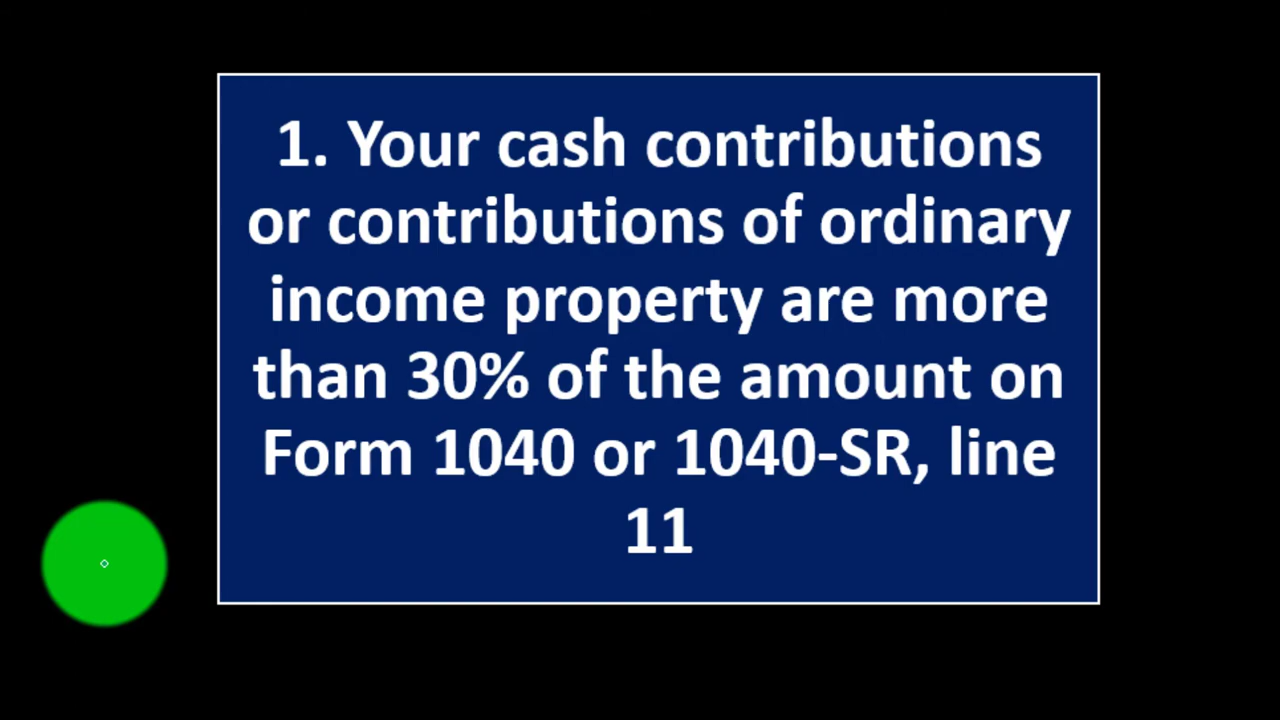 1. Your cash contributions
or contributions of ordinary
income property are more
than 30% of the amount on
Form 1040 or 1040-SR, line
11